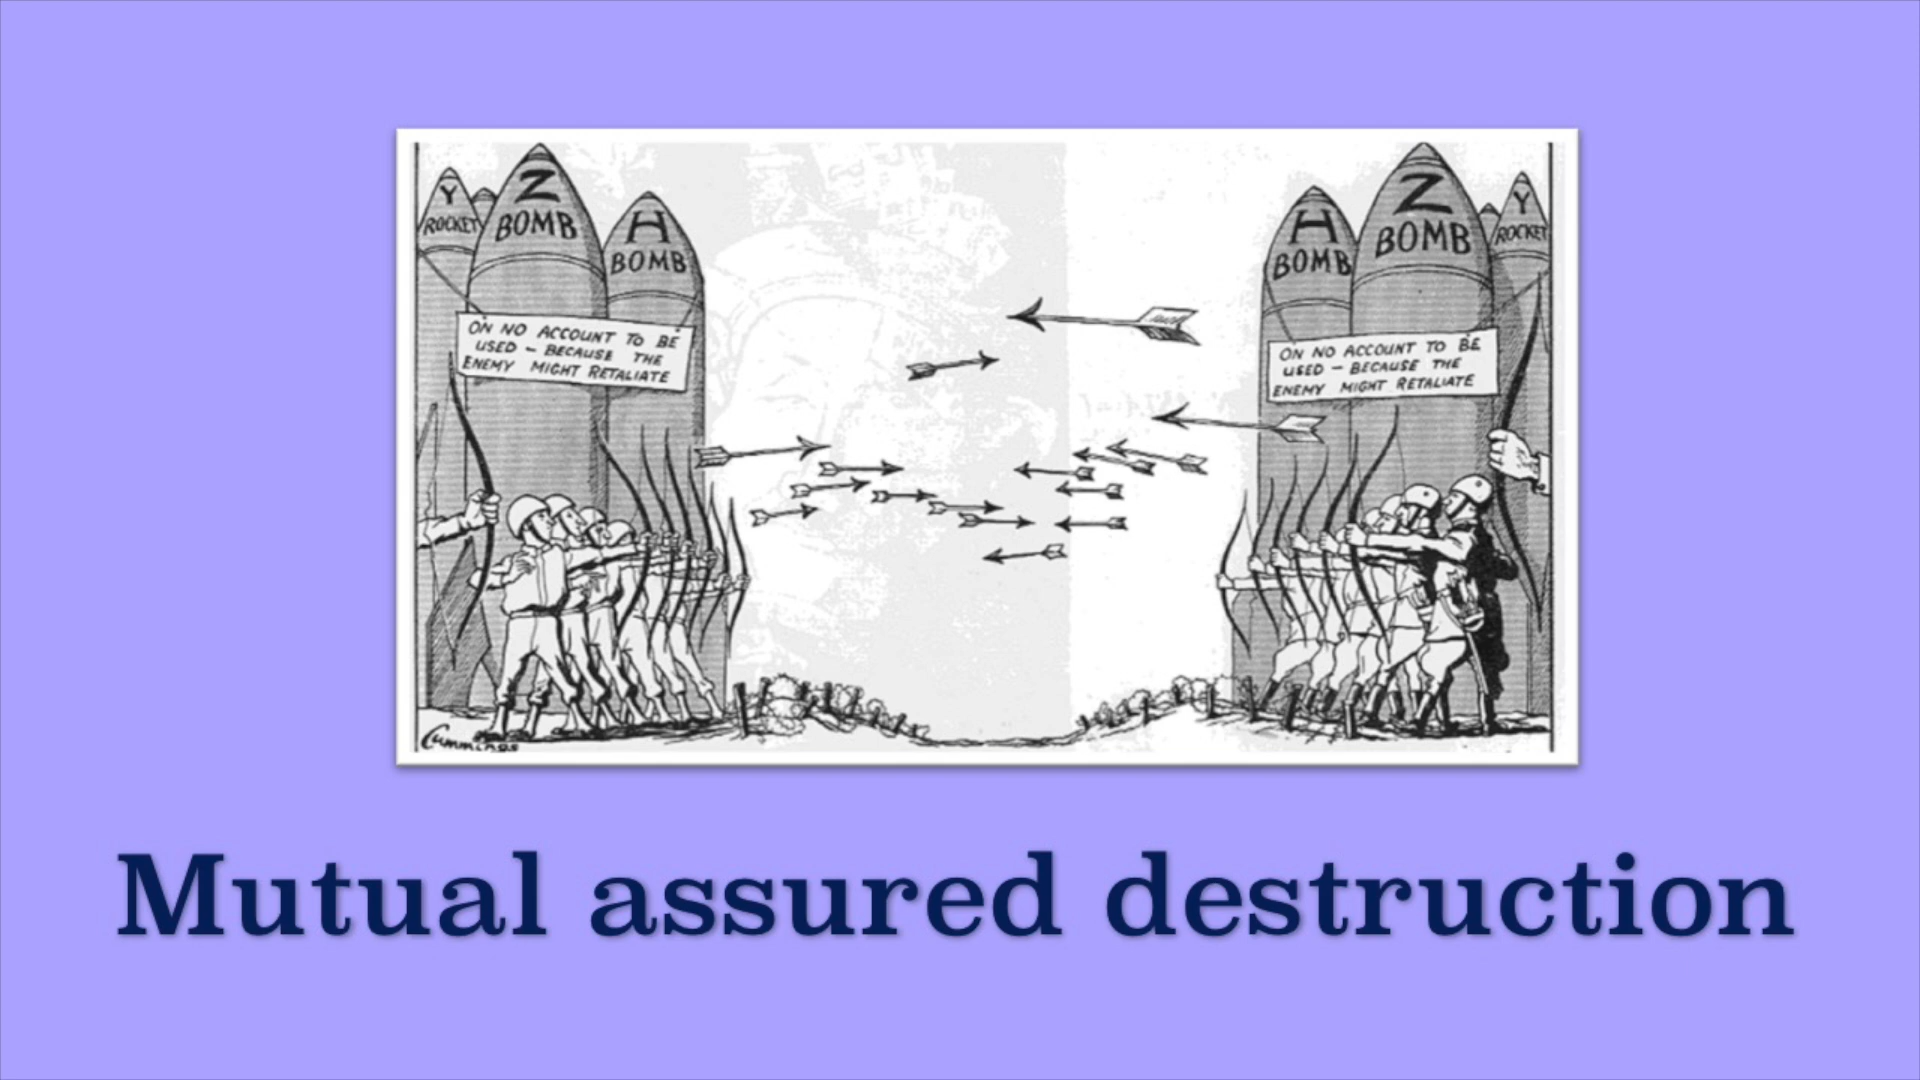 Y
ROCKET
Z
BOMB
H
BOMB
ON NO ACCOUNT TO BE
USED – BECAUSE THE
ENEMY MIGHT RETALIATE
H
BOMB
Z
BOMB
Y
ROCKET
ON NO ACCOUNT TO BE
USED – BECAUSE THE
ENEMY MIGHT RETALIATE
Cummings
Mutual assured destruction